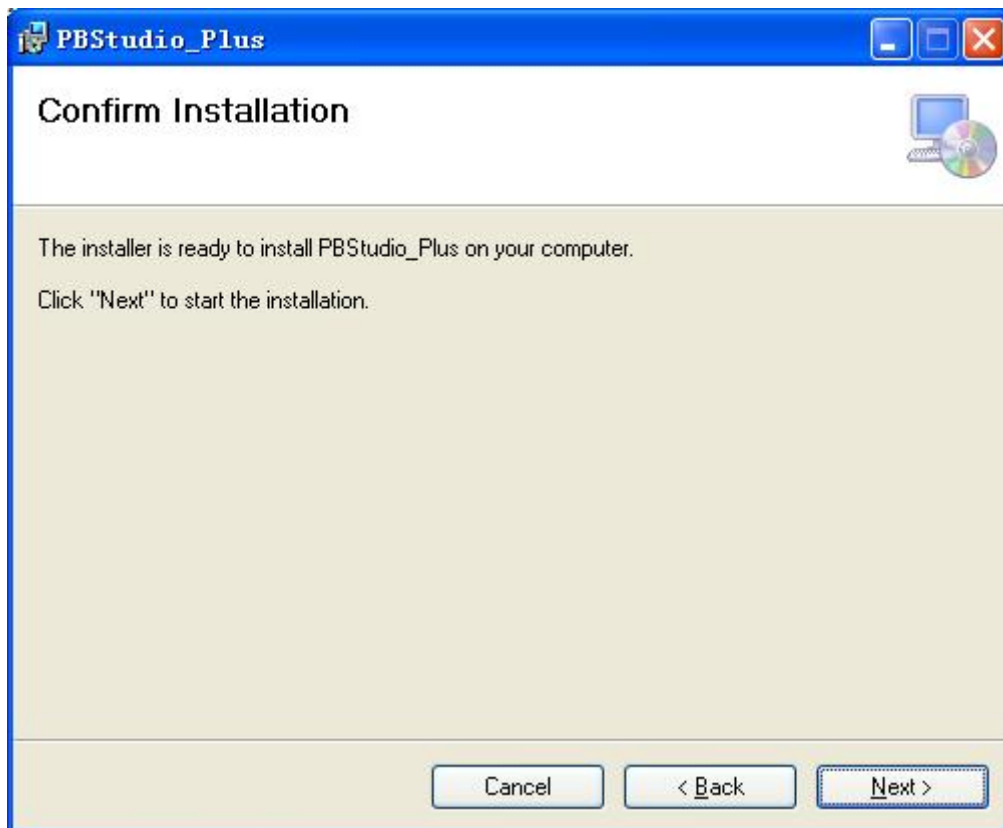 PBStudio_Plus
Confirm Installation
The installer is ready to install PBStudio_Plus on your computer.
Click "Next" to start the installation.
Cancel
< Back
Next >